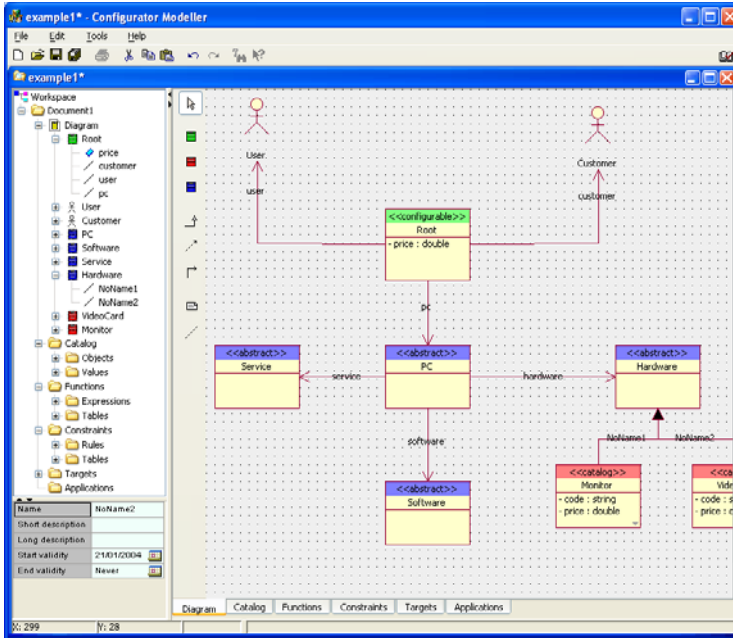 example1* - Configurator Modeller
File Edit Tools Help
example1*
Workspace
Document1
Diagram
Root
price
customer
user
pc
User
Customer
PC
Software
Service
Hardware
NoName1
NoName2
VideoCard
Monitor
Catalog
Objects
Values
Functions
Expressions
Tables
Constraints
Rules
Tables
Targets
Applications
Name NoName2
Short description
Long description
Start validity 21/01/2004
End validity Never
User
user
Customer
customer
<<configurable>>
Root
- price : double
pc
<<abstract>>
Service
service
<<abstract>>
PC
hardware
<<abstract>>
Hardware
software
NoName1 NoName2
<<abstract>>
Software
<<catalog>>
Monitor
- code : string
- price : double
<<ca
Vide
- code : s
- price : d
Diagram Catalog Functions Constraints Targets Applications
X: 299 Y: 28